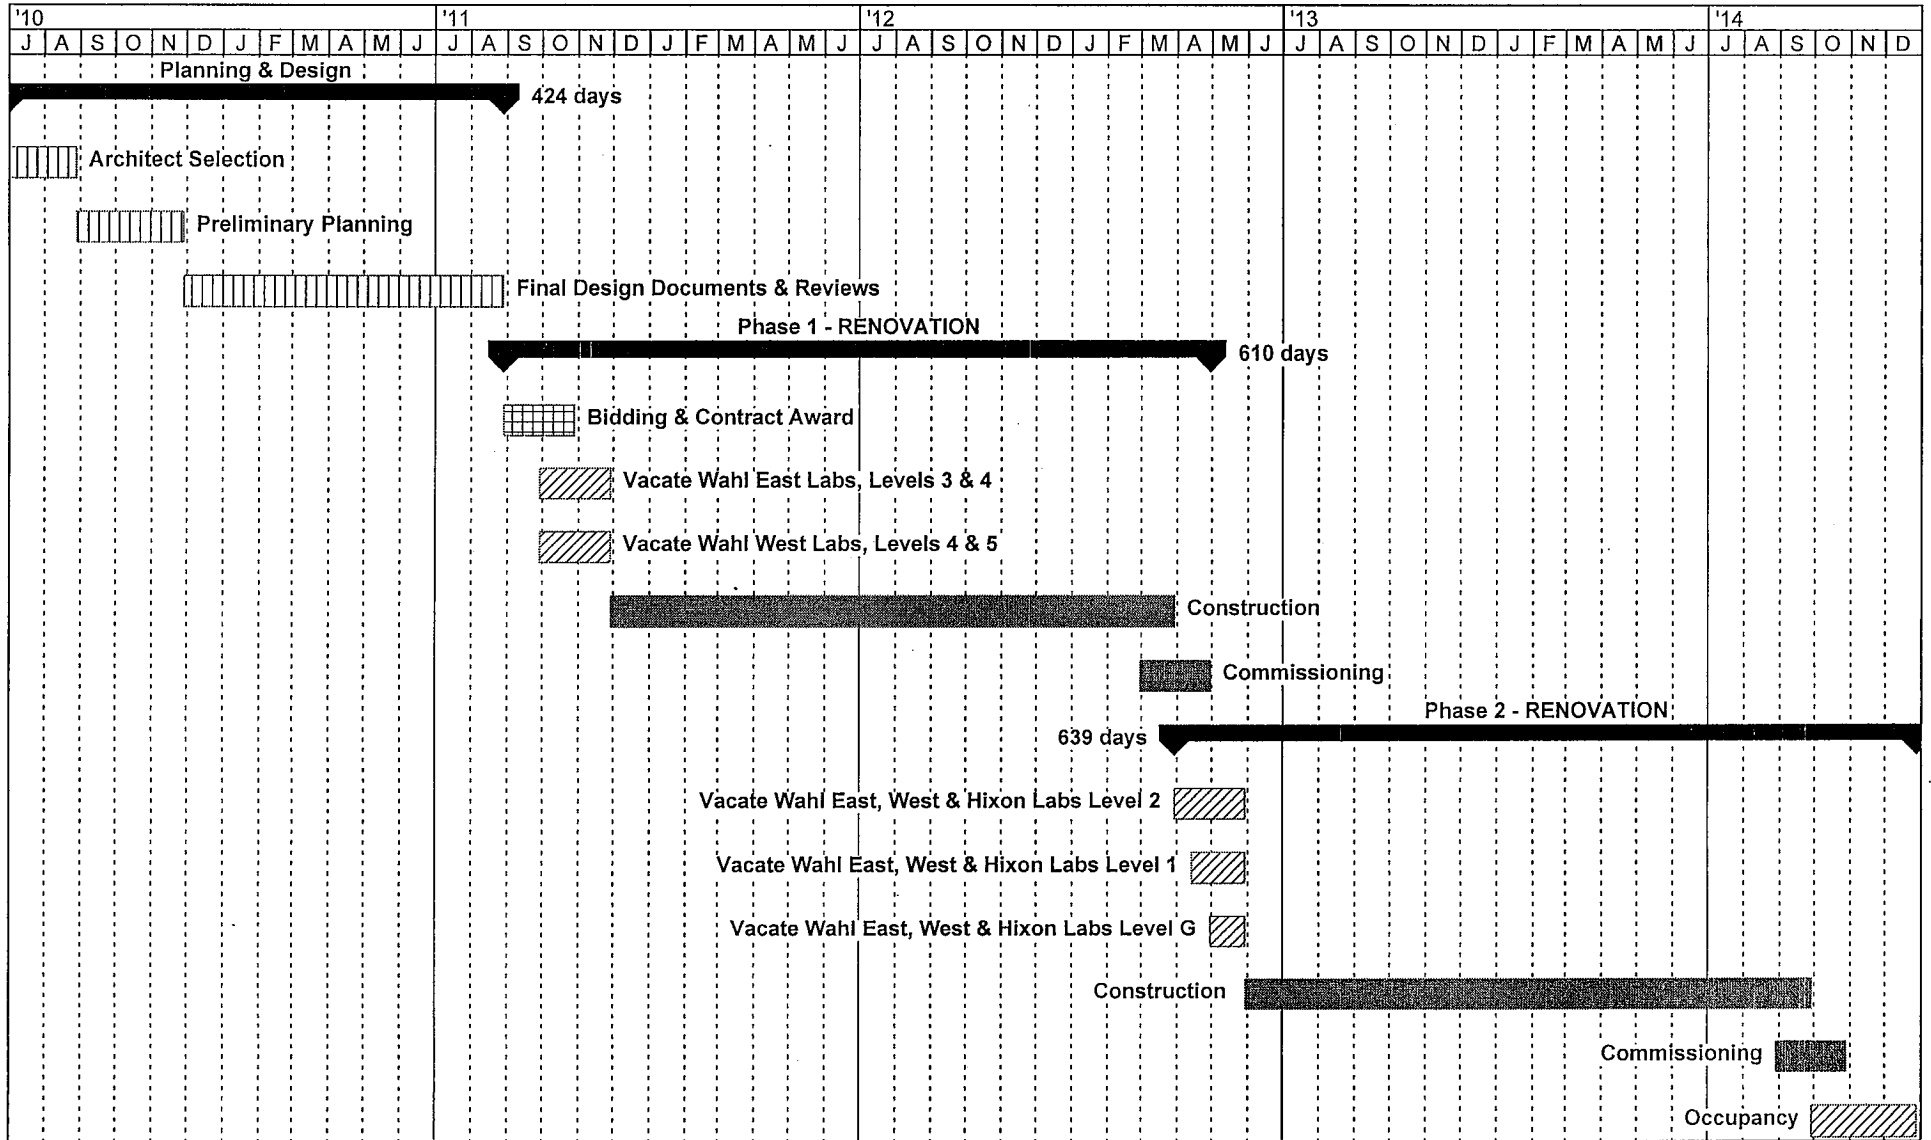 '10 '11 '12 '13 '14
J A S O N D J F M A M J J A S O N D J F M A M J J A S O N D J F M A M J J A S O N D J F M A M J J A S O N D
Planning & Design
424 days
Architect Selection
Preliminary Planning
Final Design Documents & Reviews
Phase 1 - RENOVATION
610 days
Bidding & Contract Award
Vacate Wahl East Labs, Levels 3 & 4
Vacate Wahl West Labs, Levels 4 & 5
Construction
Commissioning
Phase 2 - RENOVATION
639 days
Vacate Wahl East, West & Hixon Labs Level 2
Vacate Wahl East, West & Hixon Labs Level 1
Vacate Wahl East, West & Hixon Labs Level G
Construction
Commissioning
Occupancy